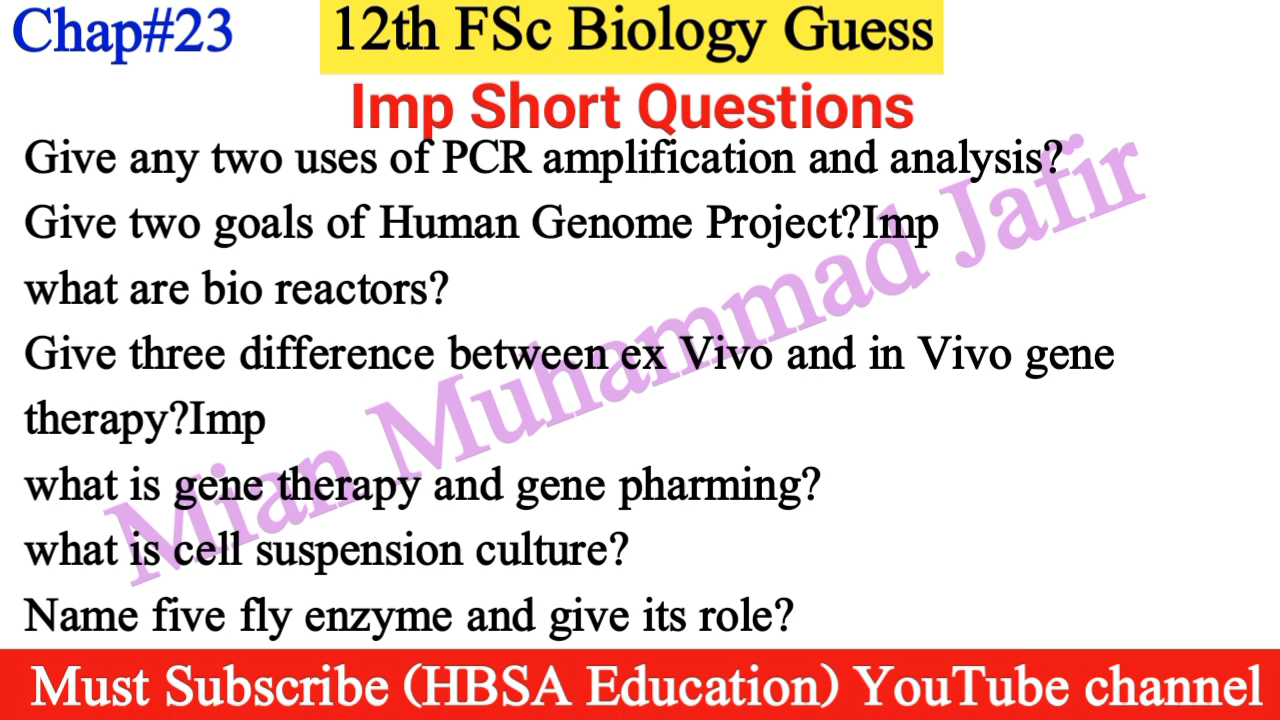 Chap#23
12th FSc Biology Guess
Imp Short Questions
Give any two uses of PCR amplification and analysis?
Give two goals of Human Genome Project?Imp
what are bio reactors?
Give three difference between ex Vivo and in Vivo gene
therapy?Imp
what is gene therapy and gene pharming?
what is cell suspension culture?
Name five fly enzyme and give its role?
Mian Muhammad Jafir
Must Subscribe (HBSA Education) YouTube channel